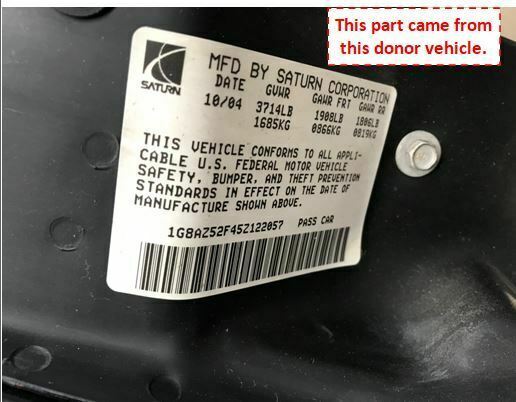 This part came from
this donor vehicle.
SATURN
MFD BY SATURN CORPORATION
DATE GVWR GAWR FRT GAWR RR
10/04 3714LB 1908LB 1806LB
1685KG 0866KG 0819KG
THIS VEHICLE CONFORMS TO ALL APPLI-
CABLE U.S. FEDERAL MOTOR VEHICLE
SAFETY, BUMPER, AND THEFT PREVENTION
STANDARDS IN EFFECT ON THE DATE OF
MANUFACTURE SHOWN ABOVE.
1G8AZ52F45Z122057 PASS CAR